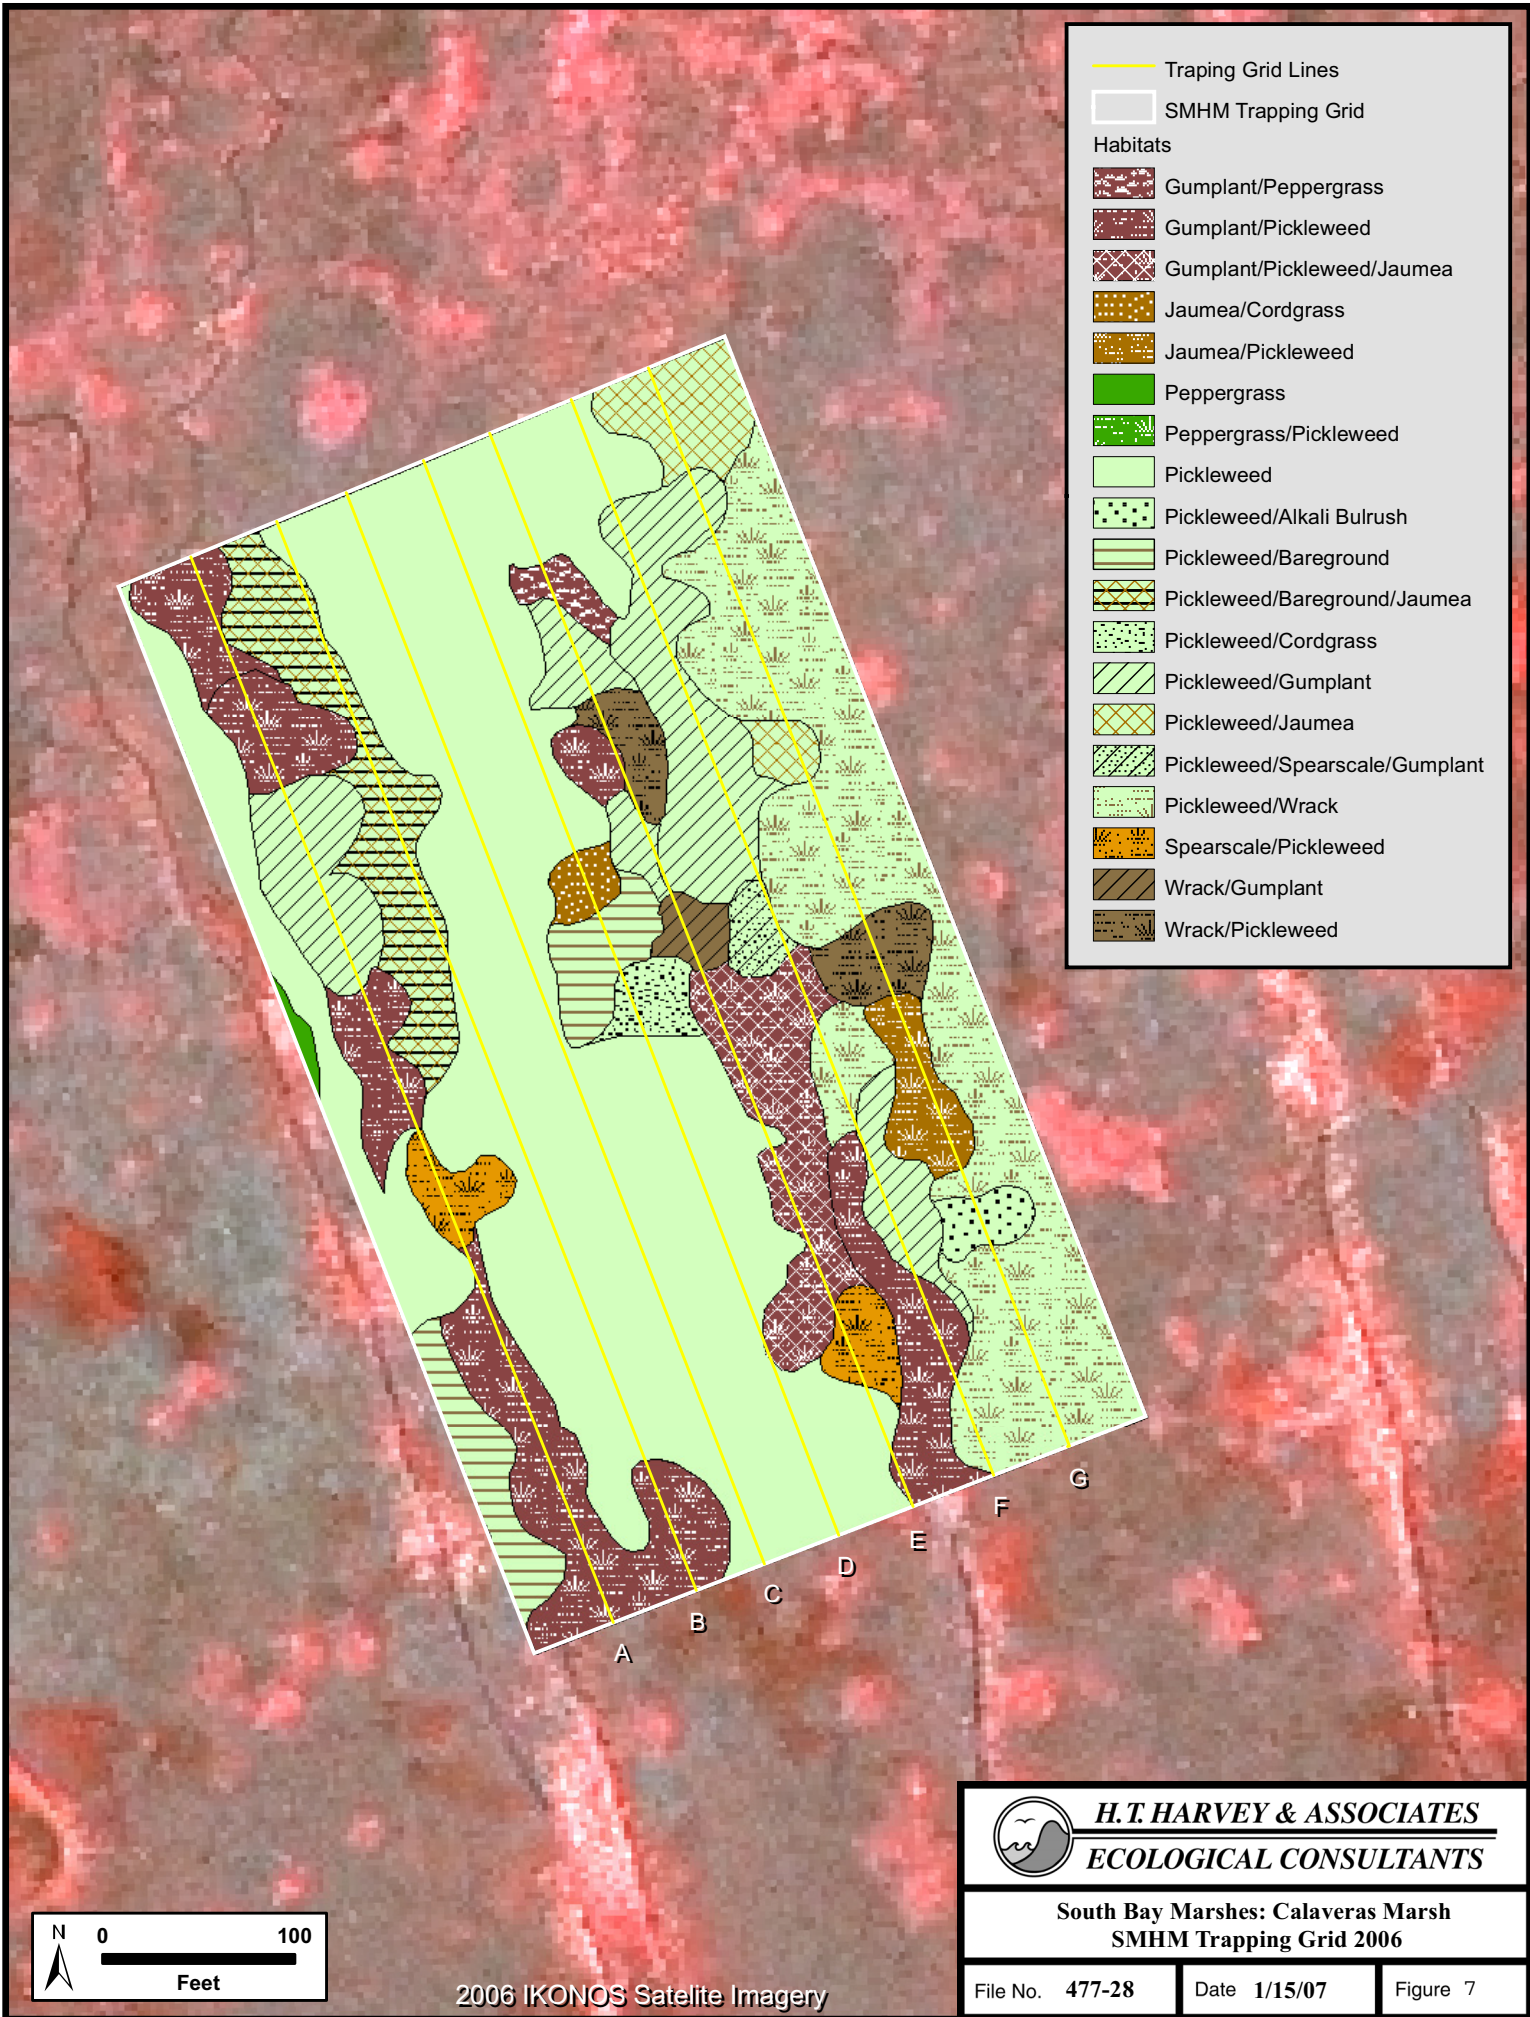 Traping Grid Lines
SMHM Trapping Grid
Habitats
Gumplant/Peppergrass
Gumplant/Pickleweed
Gumplant/Pickleweed/Jaumea
Jaumea/Cordgrass
Jaumea/Pickleweed
Peppergrass
Peppergrass/Pickleweed
Pickleweed
Pickleweed/Alkali Bulrush
Pickleweed/Bareground
Pickleweed/Bareground/Jaumea
Pickleweed/Cordgrass
Pickleweed/Gumplant
Pickleweed/Jaumea
Pickleweed/Spearscale/Gumplant
Pickleweed/Wrack
Spearscale/Pickleweed
Wrack/Gumplant
Wrack/Pickleweed
G
F
E
D
C
B
A
H.T. HARVEY & ASSOCIATES
ECOLOGICAL CONSULTANTS
South Bay Marshes: Calaveras Marsh
SMHM Trapping Grid 2006
File No. 477-28
Date 1/15/07
Figure 7
N
0 100
Feet
2006 IKONOS Satelite Imagery